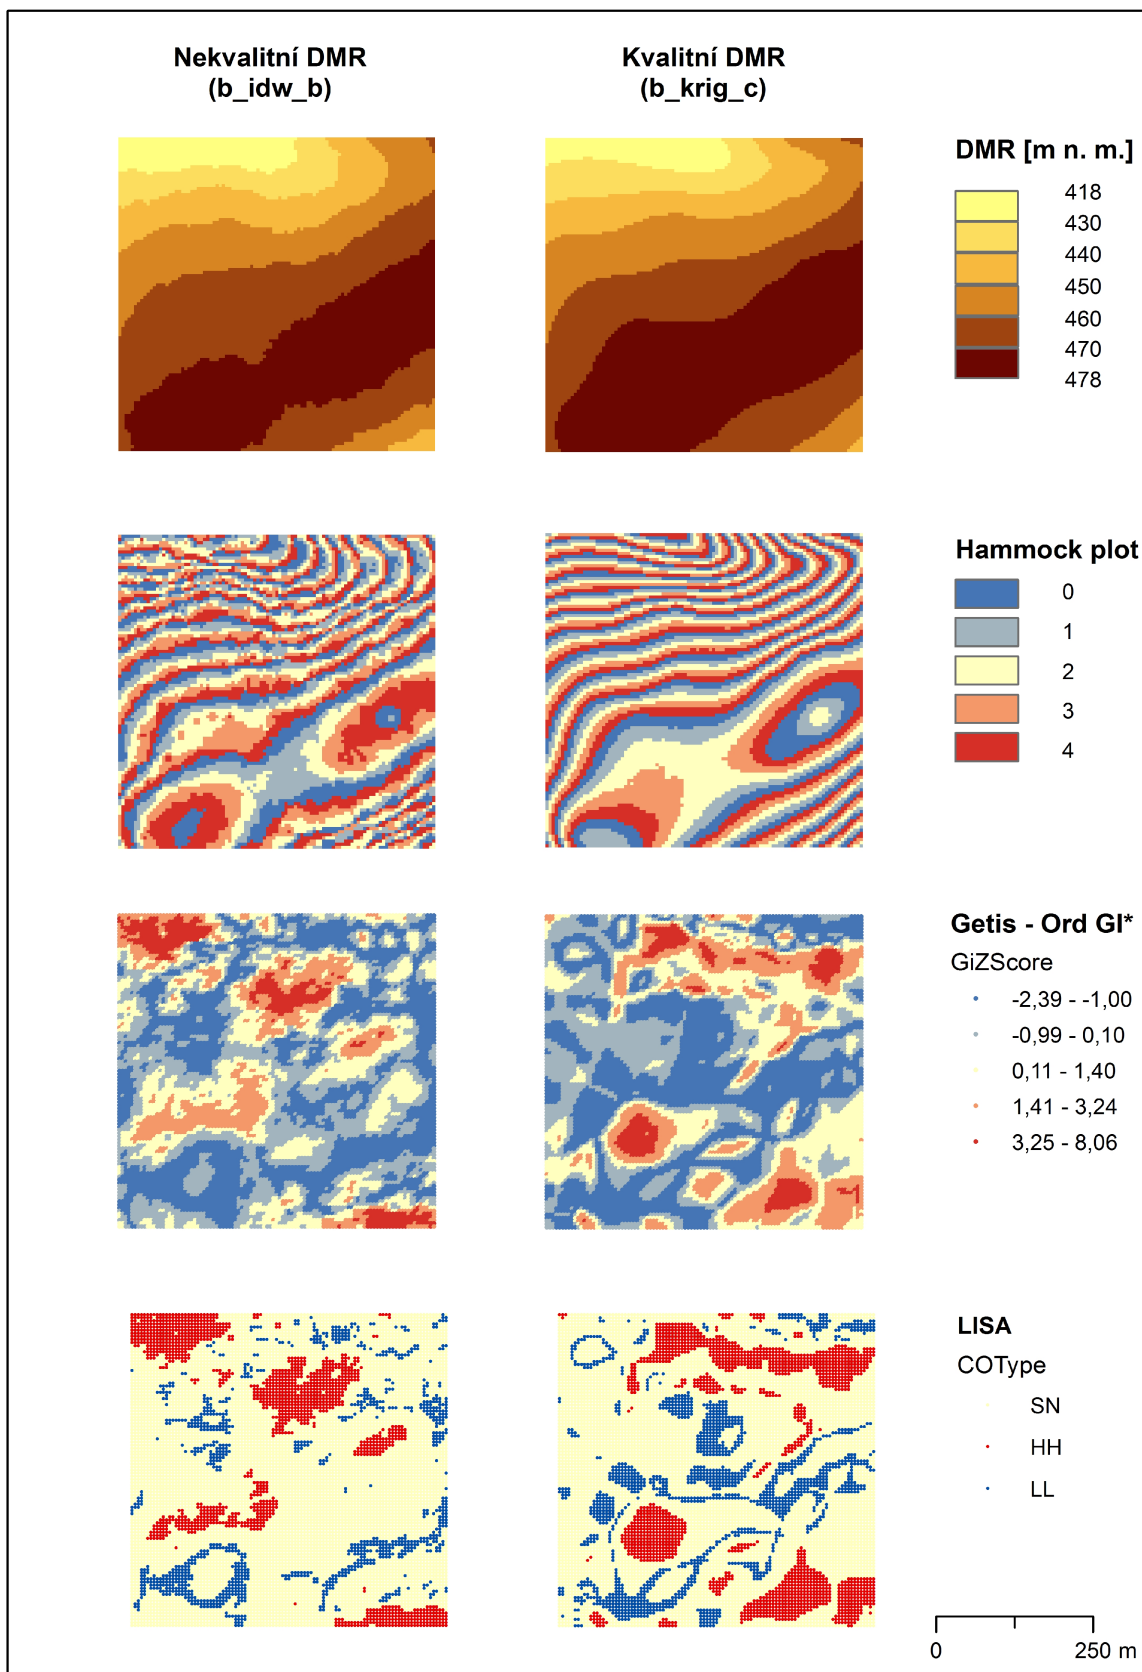 Nekvalitní DMR
(b_idw_b)
Kvalitní DMR
(b_krig_c)
DMR [m n. m.]
418
430
440
450
460
470
478
Hammock plot
0
1
2
3
4
Getis - Ord GI*
GiZScore
-2,39 - -1,00
-0,99 - 0,10
0,11 - 1,40
1,41 - 3,24
3,25 - 8,06
LISA
COType
SN
HH
LL
0 250 m